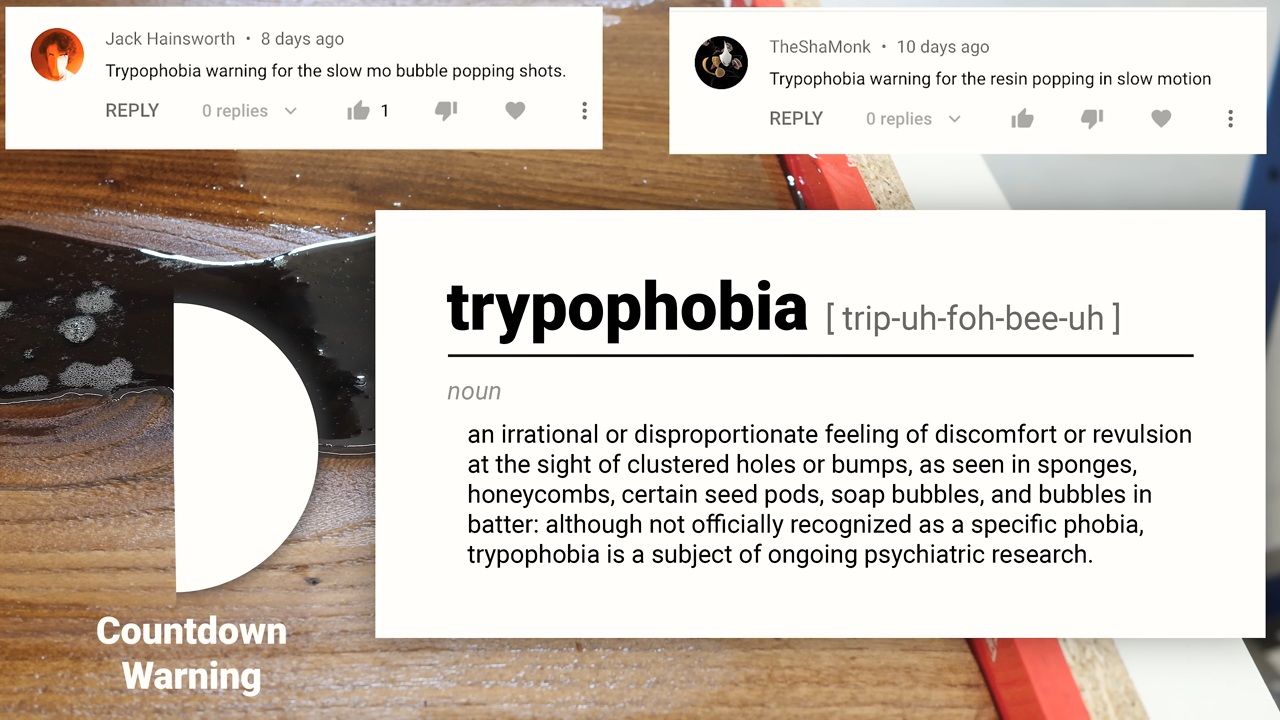 Jack Hainsworth • 8 days ago
Trypophobia warning for the slow mo bubble popping shots.
REPLY 0 replies 1
TheShaMonk • 10 days ago
Trypophobia warning for the resin popping in slow motion
REPLY 0 replies
trypophobia [ trip-uh-foh-bee-uh ]
noun
an irrational or disproportionate feeling of discomfort or revulsion
at the sight of clustered holes or bumps, as seen in sponges,
honeycombs, certain seed pods, soap bubbles, and bubbles in
batter: although not officially recognized as a specific phobia,
trypophobia is a subject of ongoing psychiatric research.
Countdown
Warning